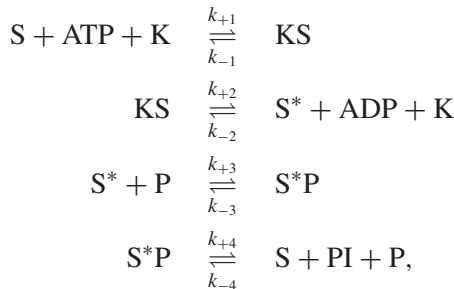 S + ATP + K k₊₁ ⇌ k₋₁ KS
KS k₊₂ ⇌ k₋₂ S* + ADP + K
S* + P k₊₃ ⇌ k₋₃ S*P
S*P k₊₄ ⇌ k₋₄ S + PI + P,